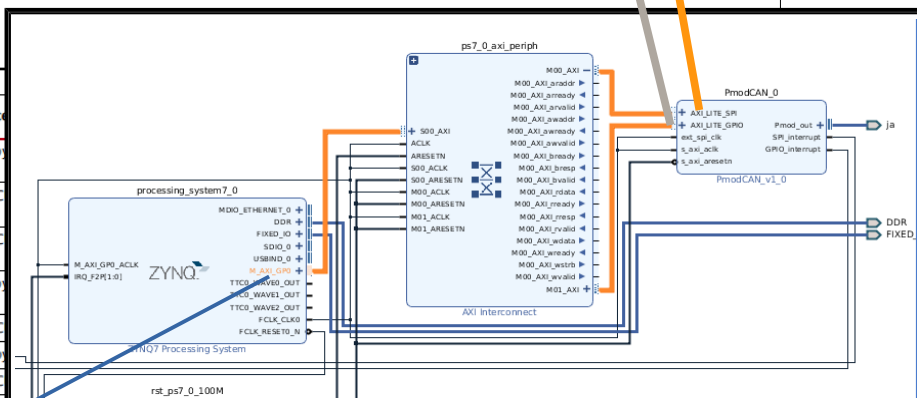 ps7_0_axi_periph
M00_AXI
M00_AXI_araddr
M00_AXI_arready
M00_AXI_arvalid
M00_AXI_awaddr
S00_AXI
M00_AXI_awready
ACLK
M00_AXI_awvalid
ARESETN
M00_AXI_bready
S00_ACLK
M00_AXI_bresp
S00_ARESETN
M00_AXI_bvalid
M00_ACLK
M00_AXI_rdata
M00_ARESETN
M00_AXI_rready
M01_ACLK
M00_AXI_rresp
M01_ARESETN
M00_AXI_rvalid
M00_AXI_wdata
M00_AXI_wready
M00_AXI_wstrb
M00_AXI_wvalid
M01_AXI
AXI Interconnect
PmodCAN_0
AXI_LITE_SPI
AXI_LITE_GPIO
ext_spi_clk
s_axi_aclk
s_axi_aresetn
Pmod_out
SPI_interrupt
GPIO_interrupt
PmodCAN_v1_0
ja
DDR
FIXED_
processing_system7_0
MDIO_ETHERNET_0
DDR
FIXED_IO
SDIO_0
USBIND_0
M_AXI_GP0
TTC0_WAVE0_OUT
TTC0_WAVE1_OUT
TTC0_WAVE2_OUT
FCLK_CLK0
FCLK_RESET0_N
M_AXI_GP0_ACLK
IRQ_F2P[1:0]
ZYNQ
ZYNQ7 Processing System
rst_ps7_0_100M